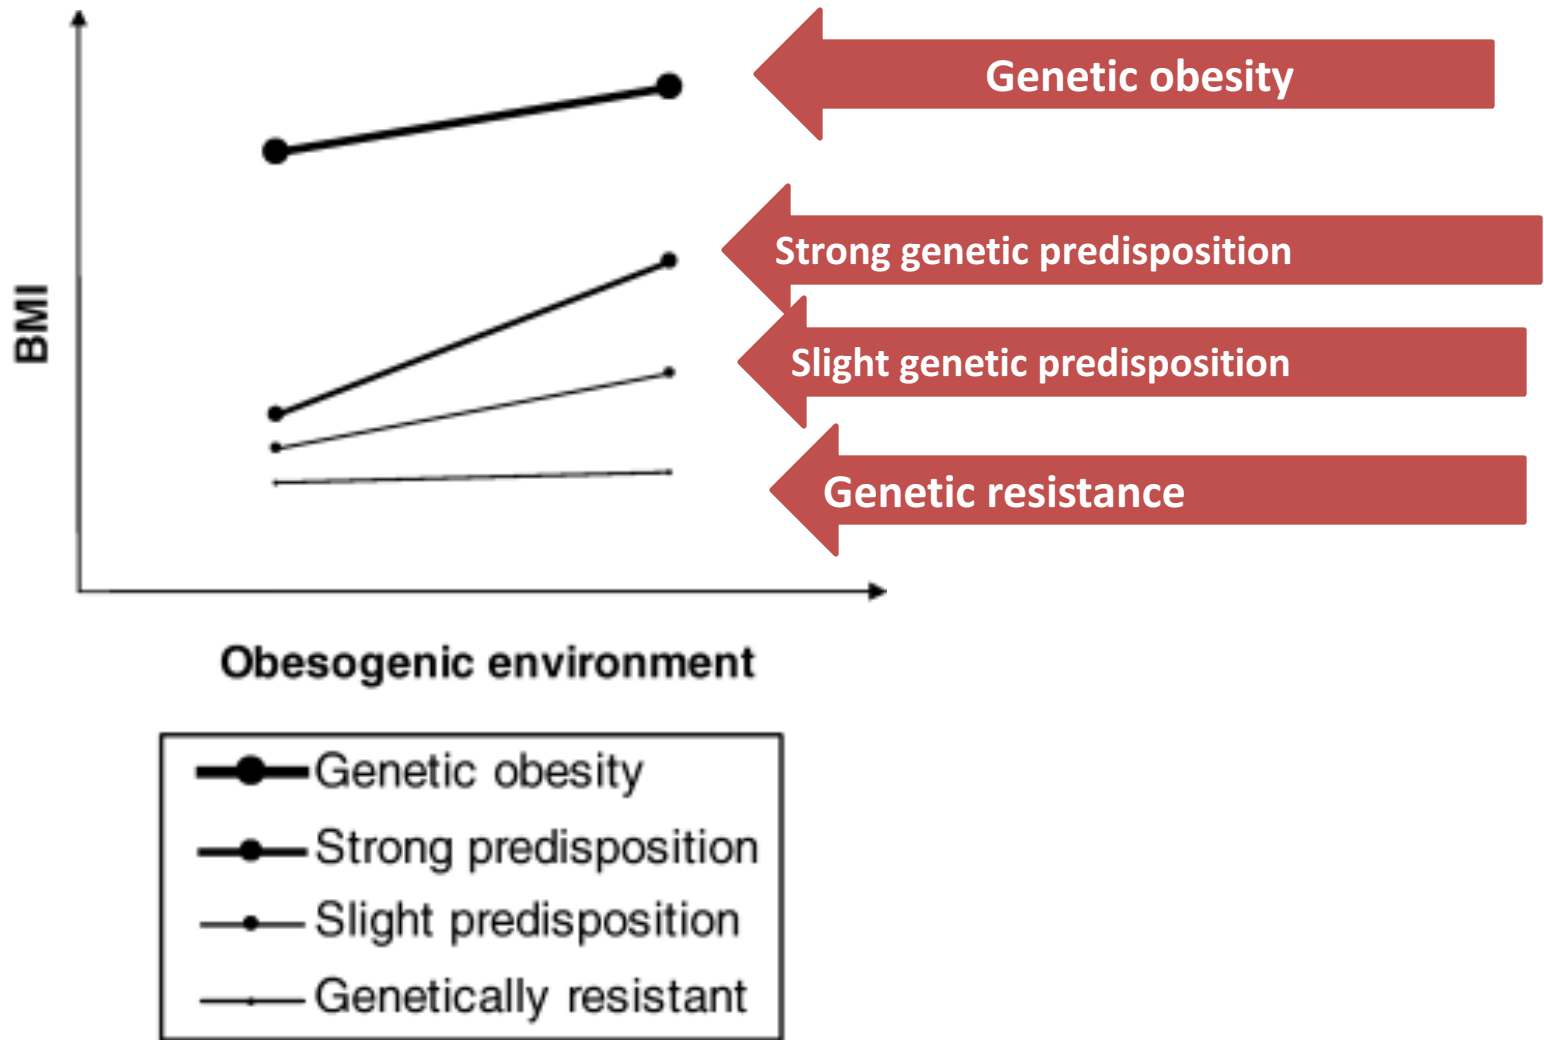 Genetic obesity
Strong genetic predisposition
Slight genetic predisposition
Genetic resistance
BMI
Obesogenic environment
Genetic obesity
Strong predisposition
Slight predisposition
Genetically resistant